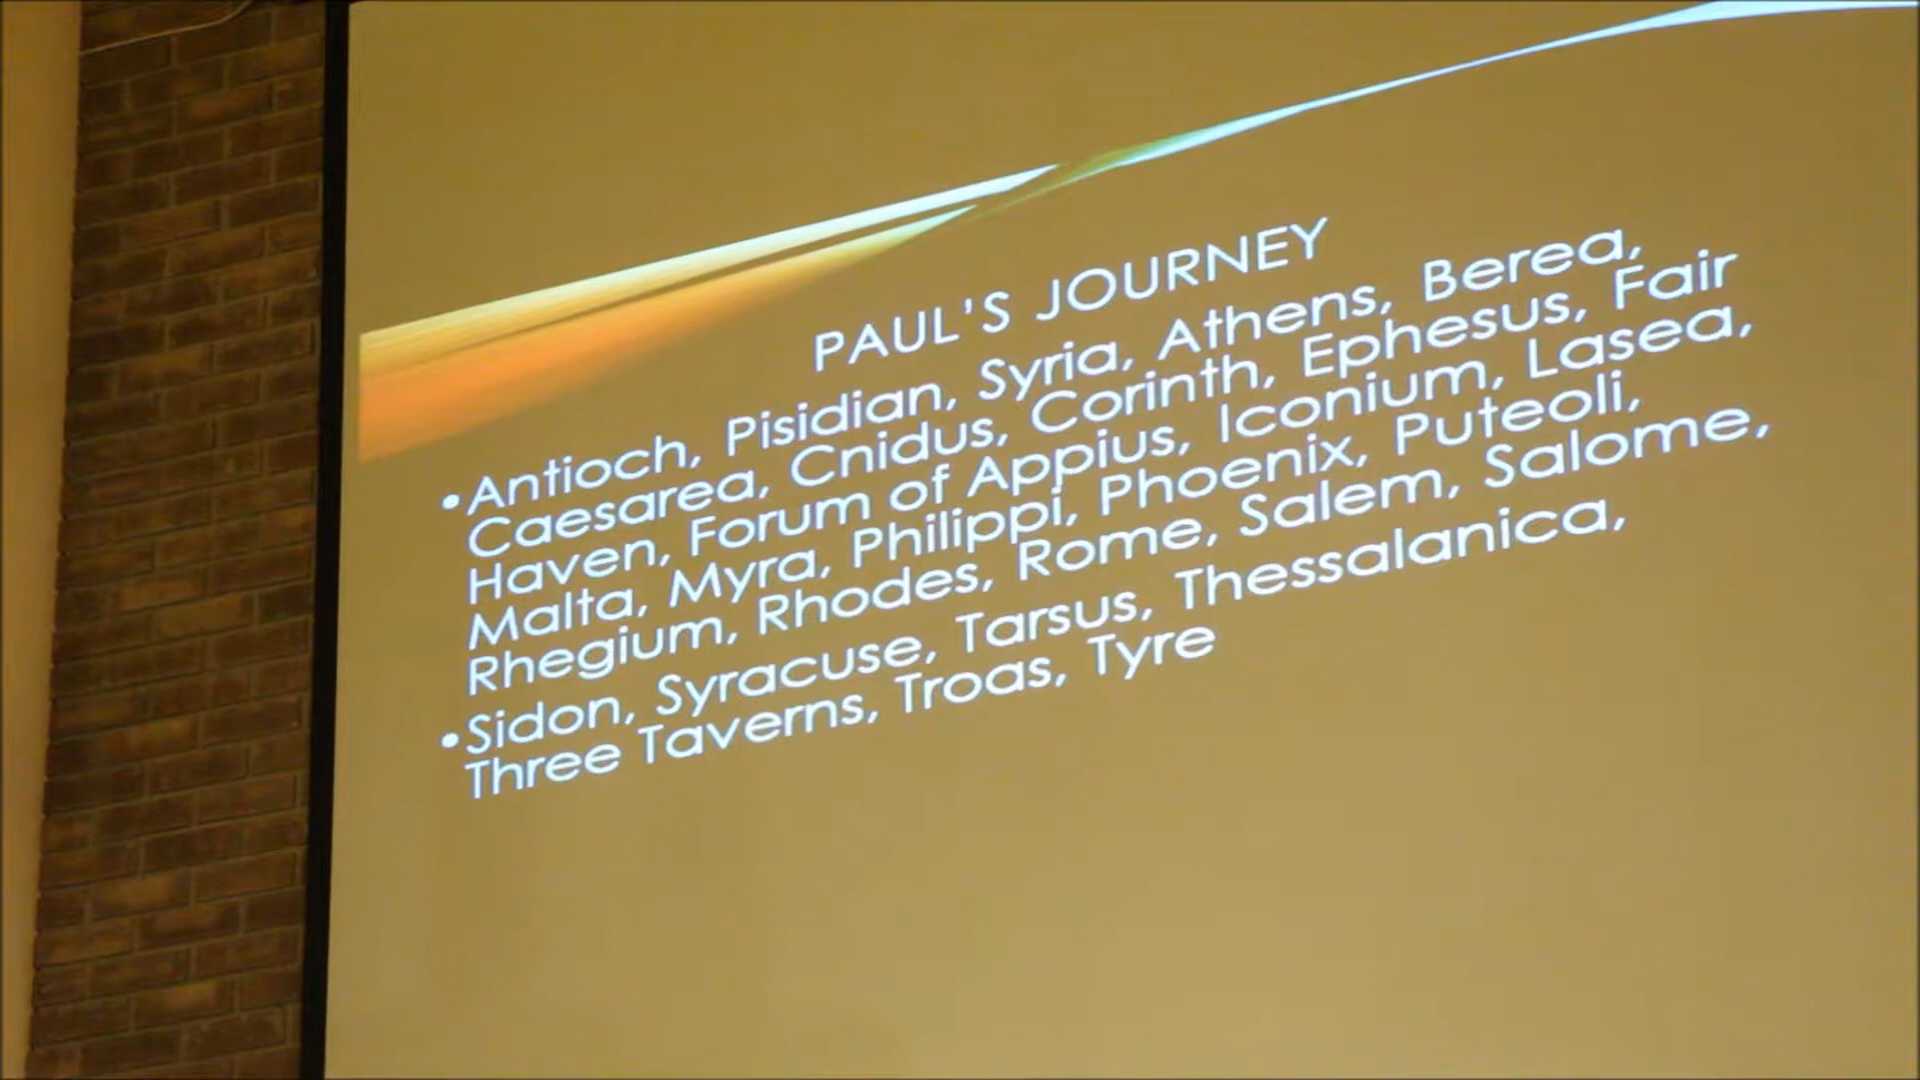 PAUL'S JOURNEY
•Antioch, Pisidian, Syria, Athens, Berea,
Caesarea, Cnidus, Corinth, Ephesus, Fair
Haven, Forum of Appius, Iconium, Lasea,
Malta, Myra, Philippi, Phoenix, Puteoli,
Rhegium, Rhodes, Rome, Salem, Salome,
•Sidon, Syracuse, Tarsus, Thessalanica,
Three Taverns, Troas, Tyre